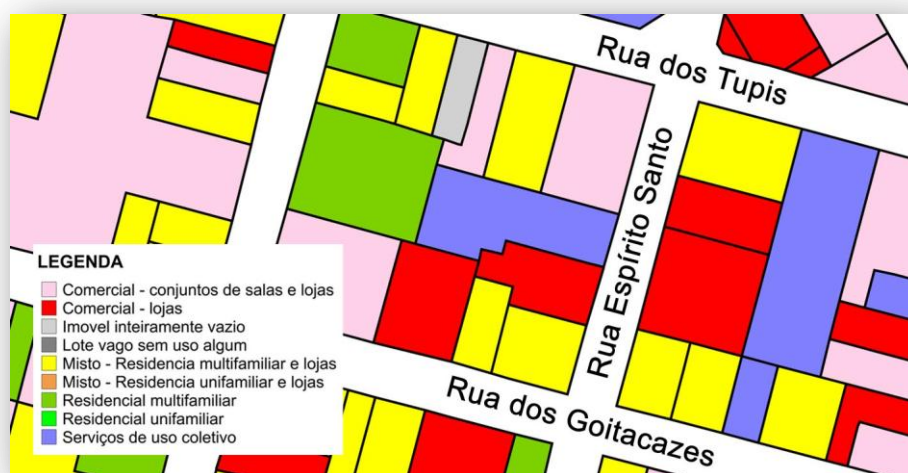 Rua dos Tupis
Rua Espírito Santo
Rua dos Goitacazes
LEGENDA
Comercial - conjuntos de salas e lojas
Comercial - lojas
Imovel inteiramente vazio
Lote vago sem uso algum
Misto - Residencia multifamiliar e lojas
Misto - Residencia unifamiliar e lojas
Residencial multifamiliar
Residencial unifamiliar
Serviços de uso coletivo